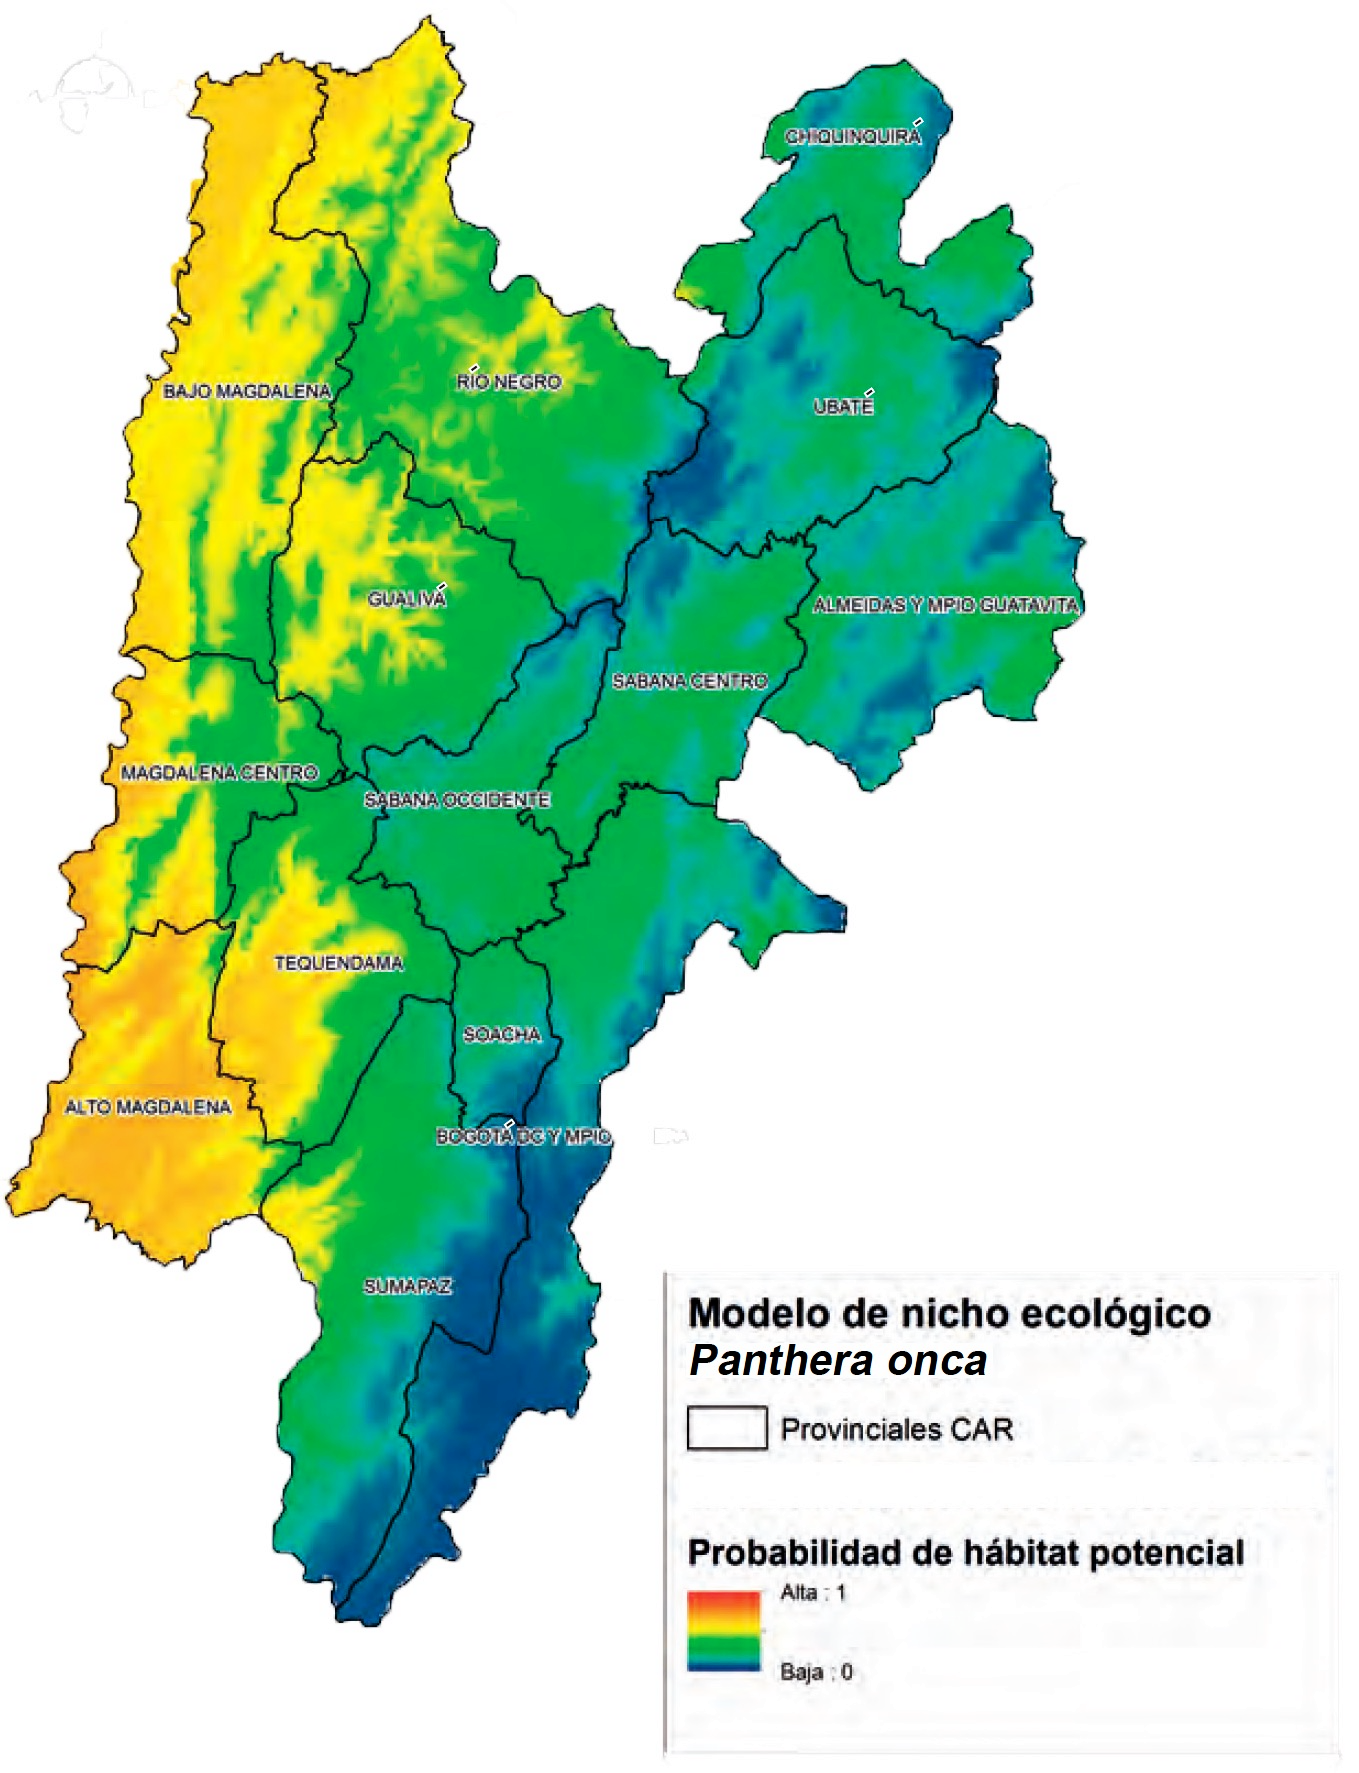 CHIQUINQUIRÁ
BAJO MAGDALENA
RÍO NEGRO
UBATÉ
GUALIVÁ
ALMEIDAS Y MPIO GUATAVITA
SABANA CENTRO
MAGDALENA CENTRO
SABANA OCCIDENTE
TEQUENDAMA
SOACHA
ALTO MAGDALENA
BOGOTÁ DC Y MPIO
SUMAPAZ
Modelo de nicho ecológico
Panthera onca
Provinciales CAR
Probabilidad de hábitat potencial
Alta : 1
Baja : 0